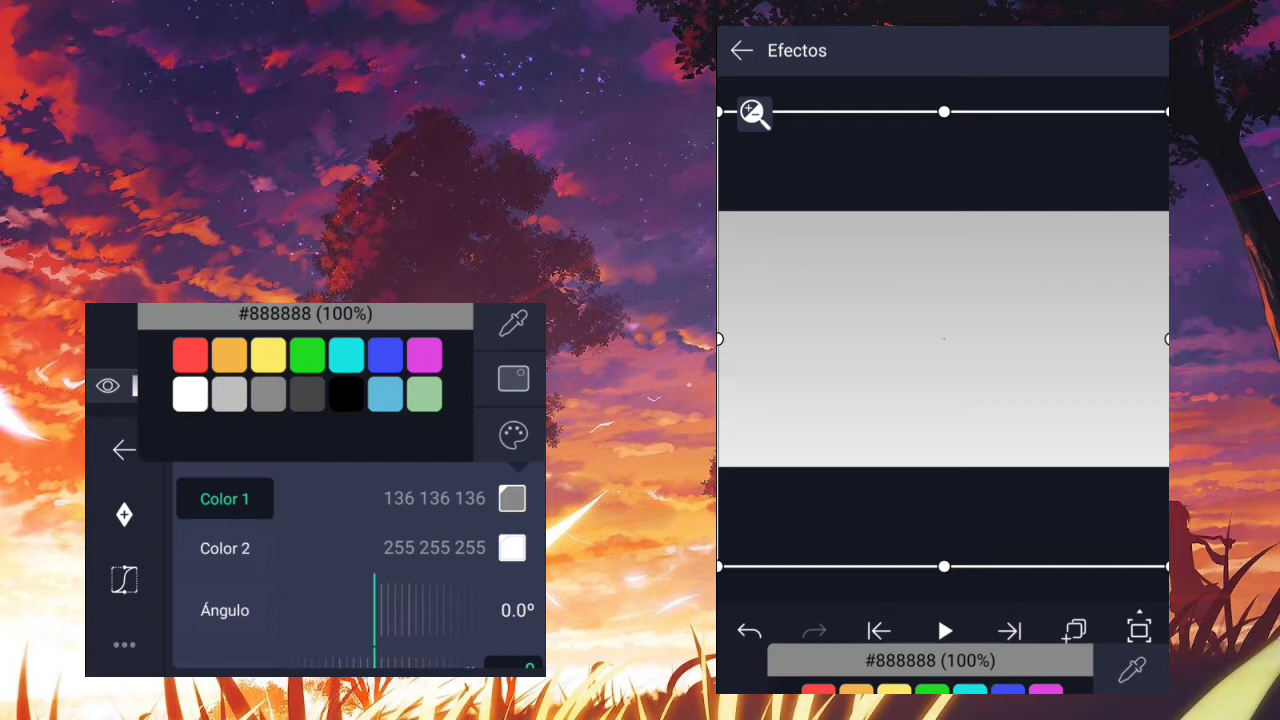 #888888 (100%)
Color 1 136 136 136
Color 2 255 255 255
Ángulo 0.0º
Efectos
#888888 (100%)